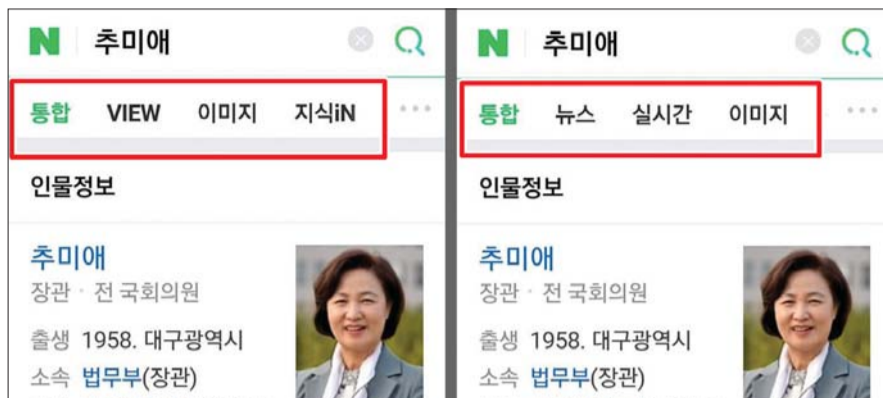 N 추미애
통합 VIEW 이미지 지식iN
인물정보
추미애
장관 · 전 국회의원
출생 1958. 대구광역시
소속 법무부(장관)
N 추미애
통합 뉴스 실시간 이미지
인물정보
추미애
장관 · 전 국회의원
출생 1958. 대구광역시
소속 법무부(장관)